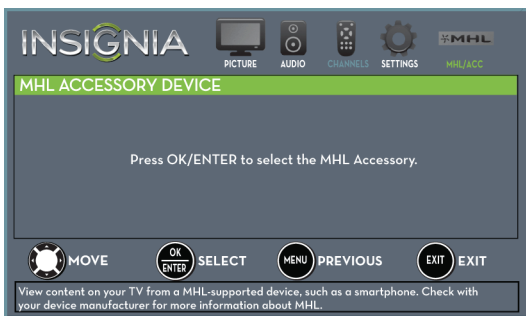 INSIGNIA
PICTURE AUDIO CHANNELS SETTINGS MHL/ACC
MHL
MHL ACCESSORY DEVICE
Press OK/ENTER to select the MHL Accessory.
MOVE OK ENTER SELECT MENU PREVIOUS EXIT EXIT
View content on your TV from a MHL-supported device, such as a smartphone. Check with
your device manufacturer for more information about MHL.